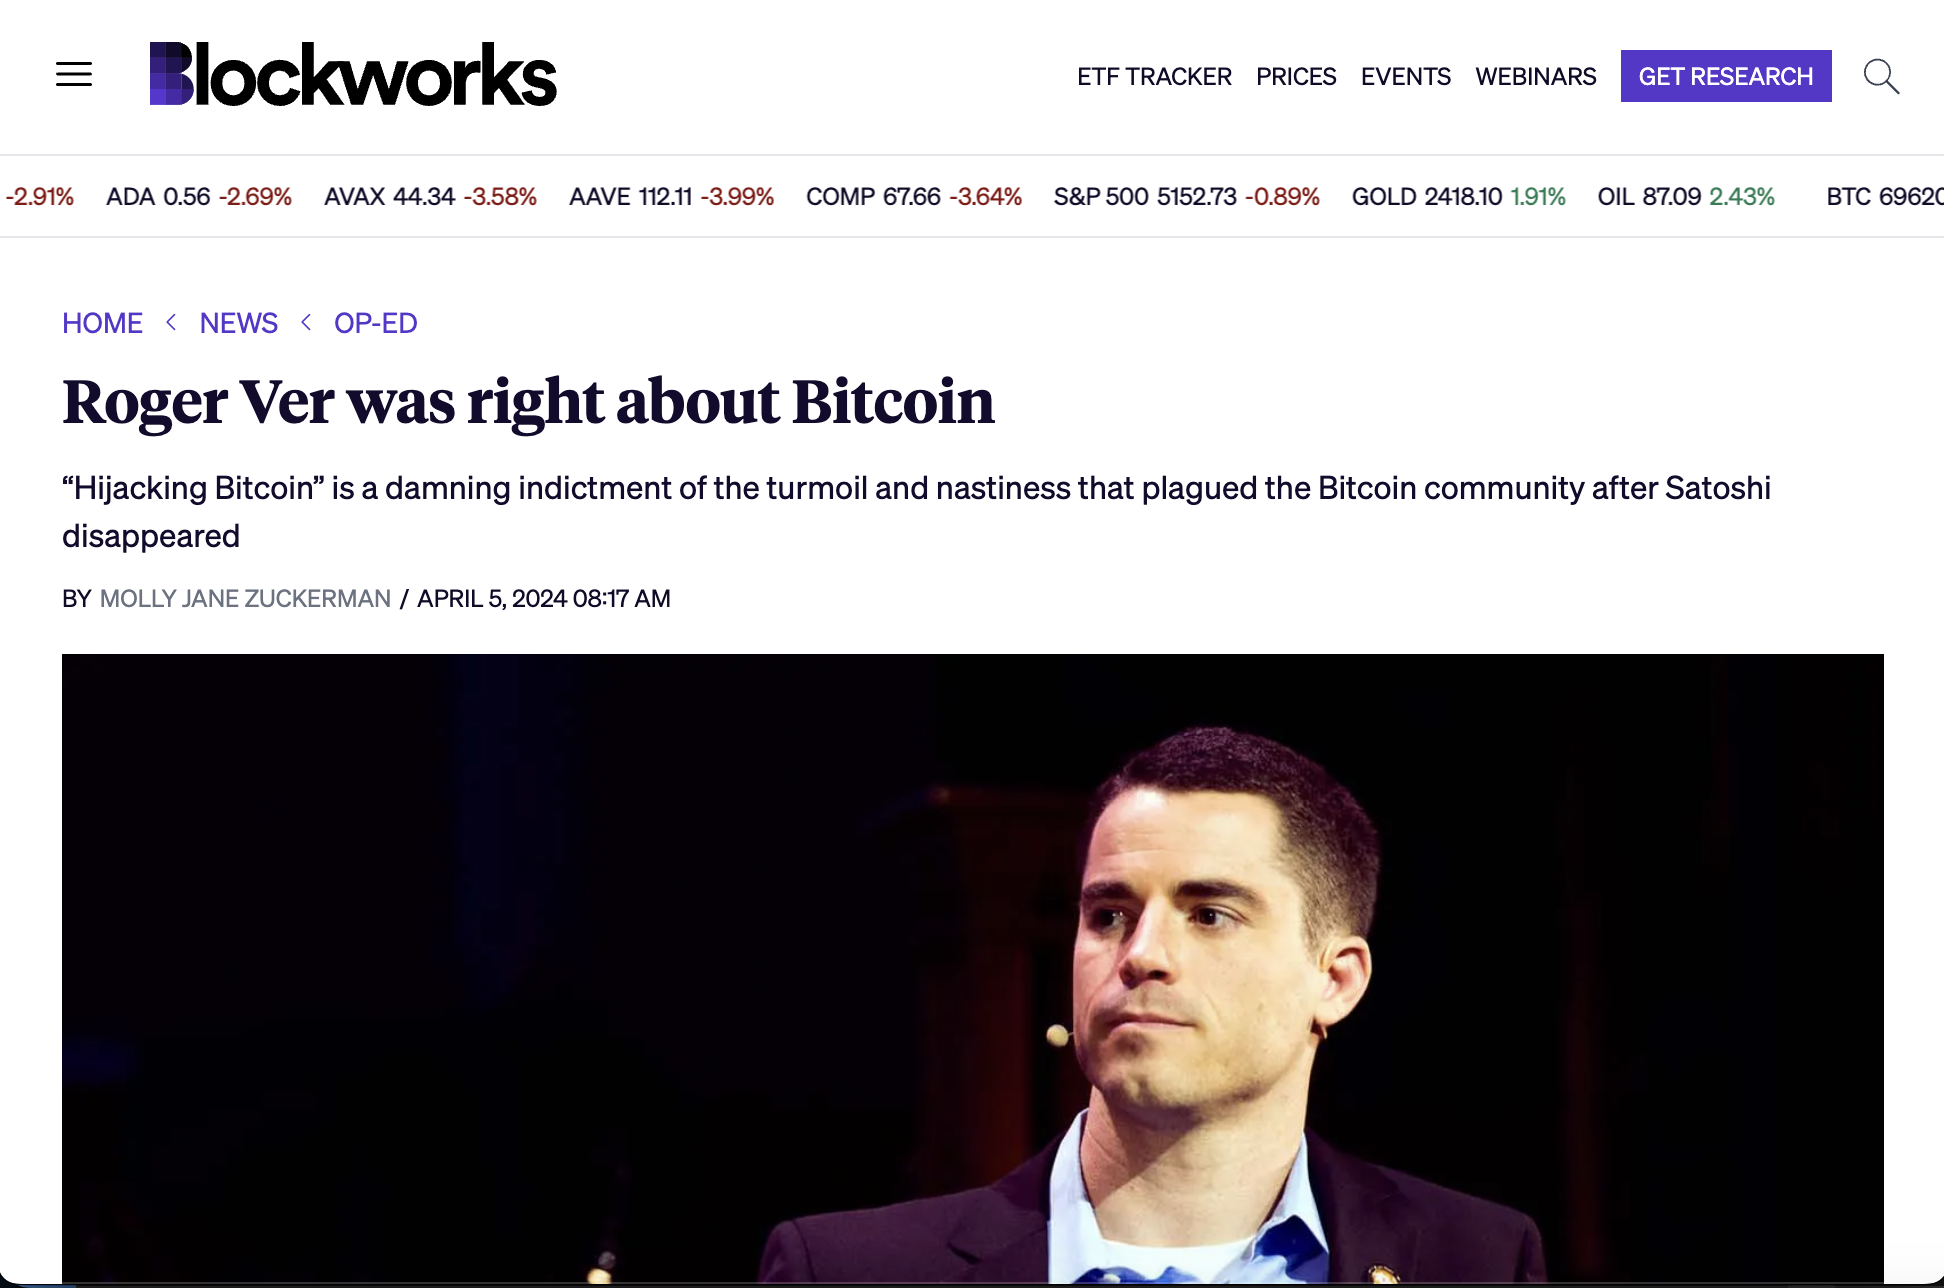 Blockworks
ETF TRACKER PRICES EVENTS WEBINARS GET RESEARCH
-2.91% ADA 0.56 -2.69% AVAX 44.34 -3.58% AAVE 112.11 -3.99% COMP 67.66 -3.64% S&P 500 5152.73 -0.89% GOLD 2418.10 1.91% OIL 87.09 2.43% BTC 69620
HOME < NEWS < OP-ED
Roger Ver was right about Bitcoin
“Hijacking Bitcoin” is a damning indictment of the turmoil and nastiness that plagued the Bitcoin community after Satoshi
disappeared
BY MOLLY JANE ZUCKERMAN / APRIL 5, 2024 08:17 AM